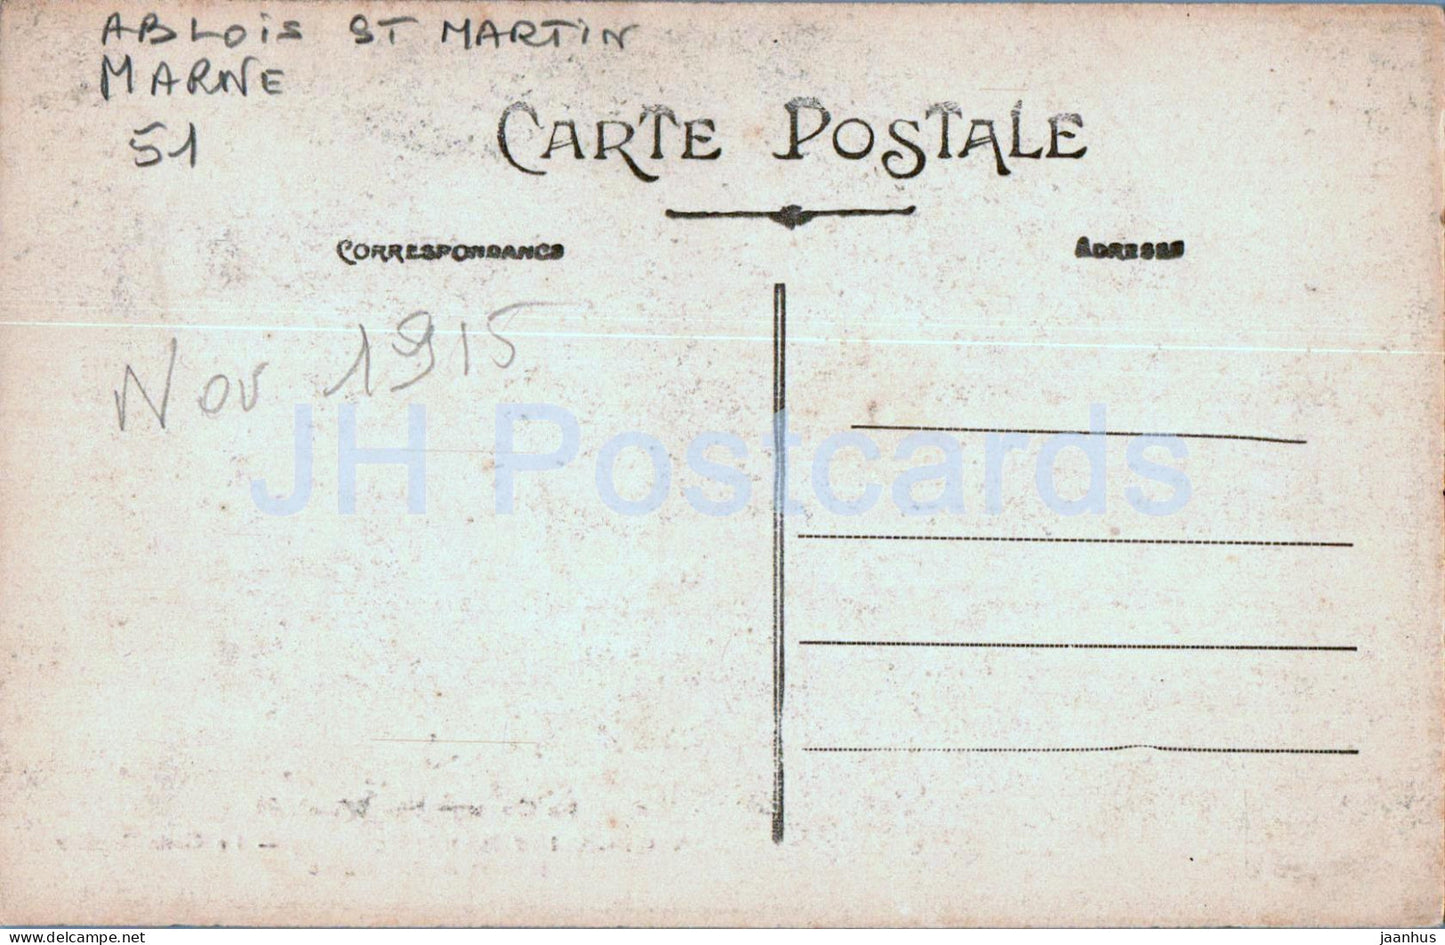 ABLOIS ST MARTIN
MARNE
51
CARTE POSTALE
CORRESPONDANCE
ADRESSE
Nov 1915
JH Postcards
www.delcampe.net
jaanhus